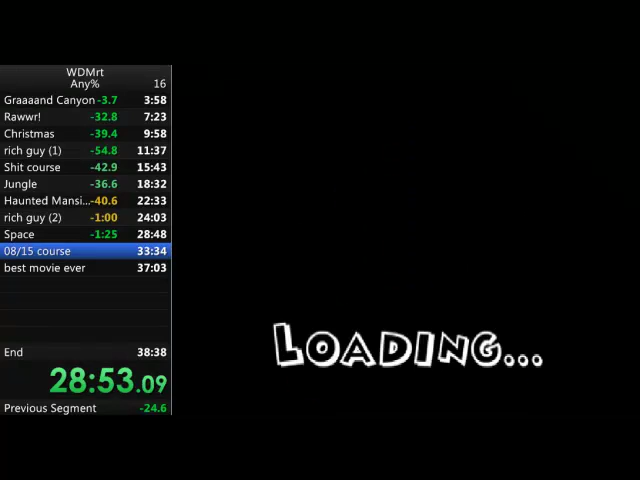 WDMrt
Any% 16
Graaaand Canyon -3.7 3:58
Rawwr! -32.8 7:23
Christmas -39.4 9:58
rich guy (1) -54.8 11:37
Shit course -42.9 15:43
Jungle -36.6 18:32
Haunted Mansi... -40.6 22:33
rich guy (2) -1:00 24:03
Space -1:25 28:48
08/15 course 33:34
best movie ever 37:03
Loading...
End 38:38
28:53.09
Previous Segment -24.6